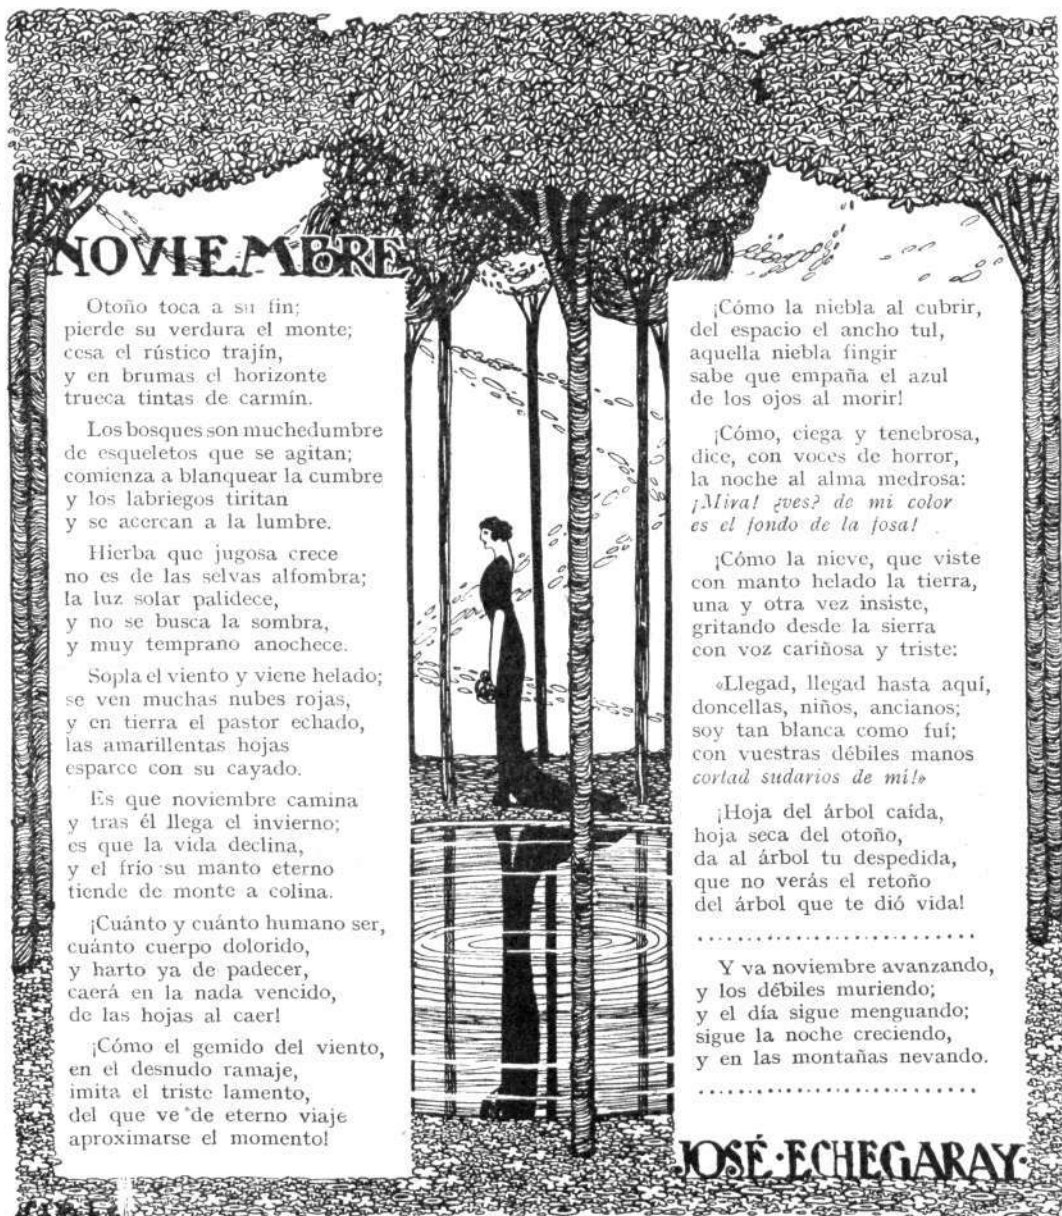 NOVIEMBRE
Otoño toca a su fin;
pierde su verdura el monte;
cesa el rústico trajín,
y en brumas el horizonte
trueca tintas de carmín.
Los bosques son muchedumbre
de esqueletos que se agitan;
comienza a blanquear la cumbre
y los labriegos tiritan
y se acercan a la lumbre.
Hierba que jugosa crece
no es de las selvas alfombra;
la luz solar palidece,
y no se busca la sombra,
y muy temprano anochece.
Sopla el viento y viene helado;
se ven muchas nubes rojas,
y en tierra el pastor echado,
las amarillentas hojas
esparce con su cayado.
Es que noviembre camina
y tras él llega el invierno;
es que la vida declina,
y el frío su manto eterno
tiende de monte a colina.
¡Cuánto y cuánto humano ser,
cuánto cuerpo dolorido,
y harto ya de padecer,
caerá en la nada vencido,
de las hojas al caer!
¡Cómo el gemido del viento,
en el desnudo ramaje,
imita el triste lamento,
del que ve de eterno viaje
aproximarse el momento!
¡Cómo la niebla al cubrir,
del espacio el ancho tul,
aquella niebla fingir
sabe que empaña el azul
de los ojos al morir!
¡Cómo, ciega y tenebrosa,
dice, con voces de horror,
la noche al alma medrosa:
¡Mira! ¿ves? de mi color
es el fondo de la fosa!
¡Cómo la nieve, que viste
con manto helado la tierra,
una y otra vez insiste,
gritando desde la sierra
con voz cariñosa y triste:
«Llegad, llegad hasta aquí,
doncellas, niños, ancianos;
soy tan blanca como fuí;
con vuestras débiles manos
cortad sudarios de mí!»
¡Hoja del árbol caída,
hoja seca del otoño,
da al árbol tu despedida,
que no verás el retoño
del árbol que te dió vida!
. . . . . . . . . . . . . . . . . . . . . . . . . .
Y va noviembre avanzando,
y los débiles muriendo;
y el día sigue menguando;
sigue la noche creciendo,
y en las montañas nevando.
. . . . . . . . . . . . . . . . . . . . . . . . . .
JOSÉ·ECHEGARAY·